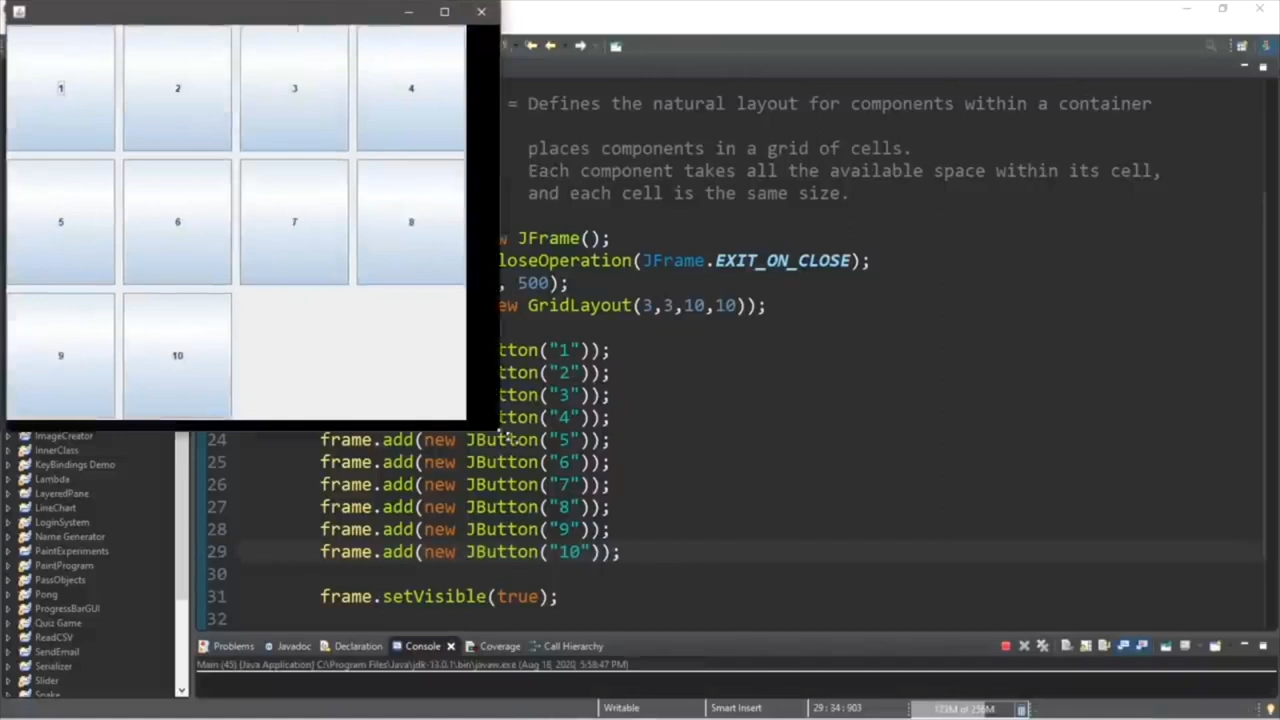 1
2
3
4
5
6
7
8
9
10
= Defines the natural layout for components within a container
places components in a grid of cells.
Each component takes all the available space within its cell,
and each cell is the same size.
JFrame();
loseOperation(JFrame.EXIT_ON_CLOSE);
, 500);
ew GridLayout(3,3,10,10));
tton("1"));
tton("2"));
tton("3"));
tton("4"));
24 frame.add(new JButton("5"));
25 frame.add(new JButton("6"));
26 frame.add(new JButton("7"));
27 frame.add(new JButton("8"));
28 frame.add(new JButton("9"));
29 frame.add(new JButton("10"));
30
31 frame.setVisible(true);
32
ImageCreator
InnerClass
KeyBindings Demo
Lambda
LayeredPane
LineChart
LoginSystem
Name Generator
PaintExperiments
PaintProgram
PassObjects
Pong
ProgressBarGUI
Quiz Game
ReadCSV
SendEmail
Serializer
Slider
Snake
Problems Javadoc Declaration Console Coverage Call Hierarchy
Main (45) [Java Application] C:\Program Files\Java\jdk-13.0.1\bin\javaw.exe (Aug 18, 2020, 5:58:47 PM)
Writable Smart Insert 29 : 34 : 903 123M of 256M